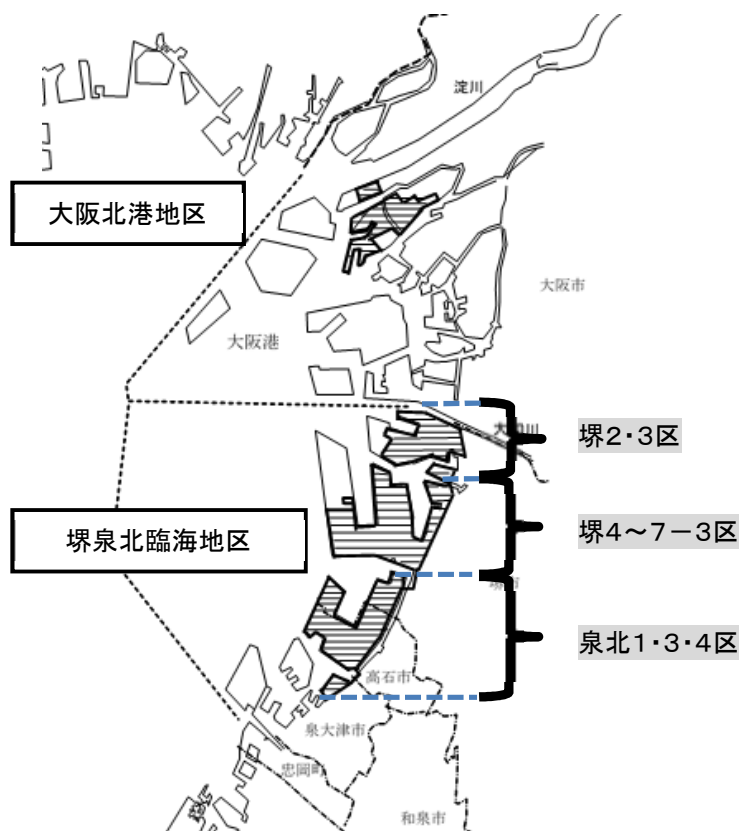 淀川
大阪北港地区
大阪市
大阪港
堺2・3区
堺泉北臨海地区
堺4~7-3区
泉北1・3・4区
高石市
泉大津市
忠岡町
和泉市